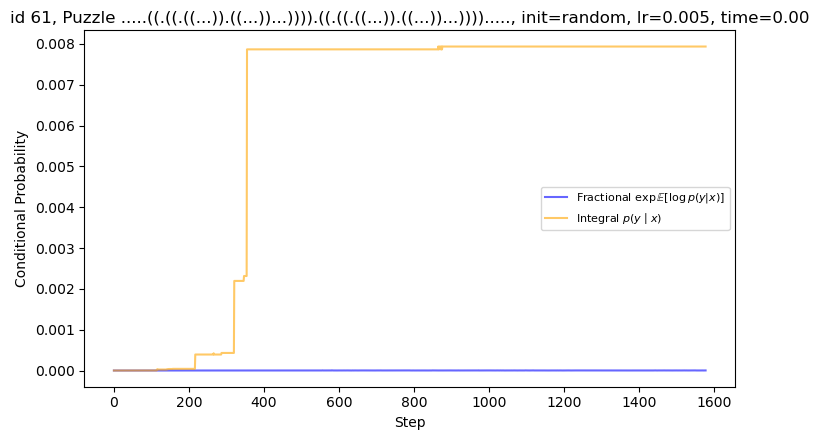 id 61, Puzzle .....((.((.((...)).((...))...)))).((.((.((...)).((...))...))))....., init=random, lr=0.005, time=0.00
0.008
0.007
0.006
0.005
0.004
0.003
0.002
0.001
0.000
Conditional Probability
Fractional exp𝔼[log p(y|x)]
Integral p(y | x)
0 200 400 600 800 1000 1200 1400 1600
Step